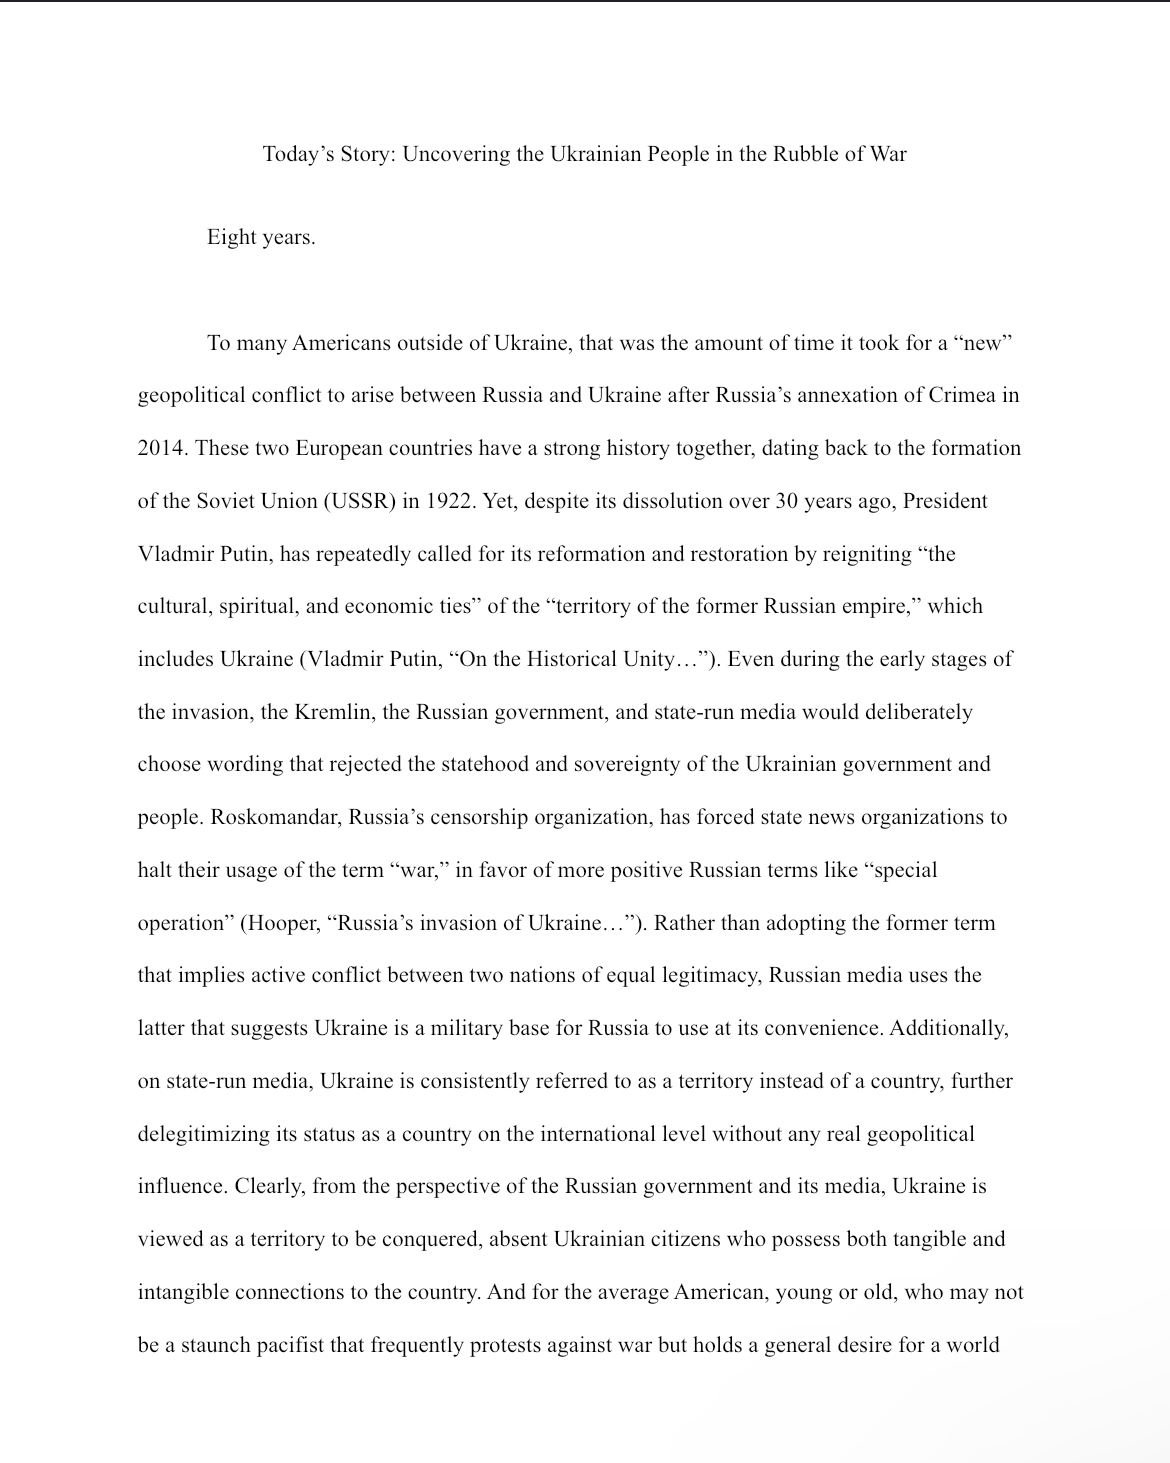 Today’s Story: Uncovering the Ukrainian People in the Rubble of War
Eight years.
To many Americans outside of Ukraine, that was the amount of time it took for a “new”
geopolitical conflict to arise between Russia and Ukraine after Russia’s annexation of Crimea in
2014. These two European countries have a strong history together, dating back to the formation
of the Soviet Union (USSR) in 1922. Yet, despite its dissolution over 30 years ago, President
Vladmir Putin, has repeatedly called for its reformation and restoration by reigniting “the
cultural, spiritual, and economic ties” of the “territory of the former Russian empire,” which
includes Ukraine (Vladmir Putin, “On the Historical Unity…”). Even during the early stages of
the invasion, the Kremlin, the Russian government, and state-run media would deliberately
choose wording that rejected the statehood and sovereignty of the Ukrainian government and
people. Roskomandar, Russia’s censorship organization, has forced state news organizations to
halt their usage of the term “war,” in favor of more positive Russian terms like “special
operation” (Hooper, “Russia’s invasion of Ukraine…”). Rather than adopting the former term
that implies active conflict between two nations of equal legitimacy, Russian media uses the
latter that suggests Ukraine is a military base for Russia to use at its convenience. Additionally,
on state-run media, Ukraine is consistently referred to as a territory instead of a country, further
delegitimizing its status as a country on the international level without any real geopolitical
influence. Clearly, from the perspective of the Russian government and its media, Ukraine is
viewed as a territory to be conquered, absent Ukrainian citizens who possess both tangible and
intangible connections to the country. And for the average American, young or old, who may not
be a staunch pacifist that frequently protests against war but holds a general desire for a world